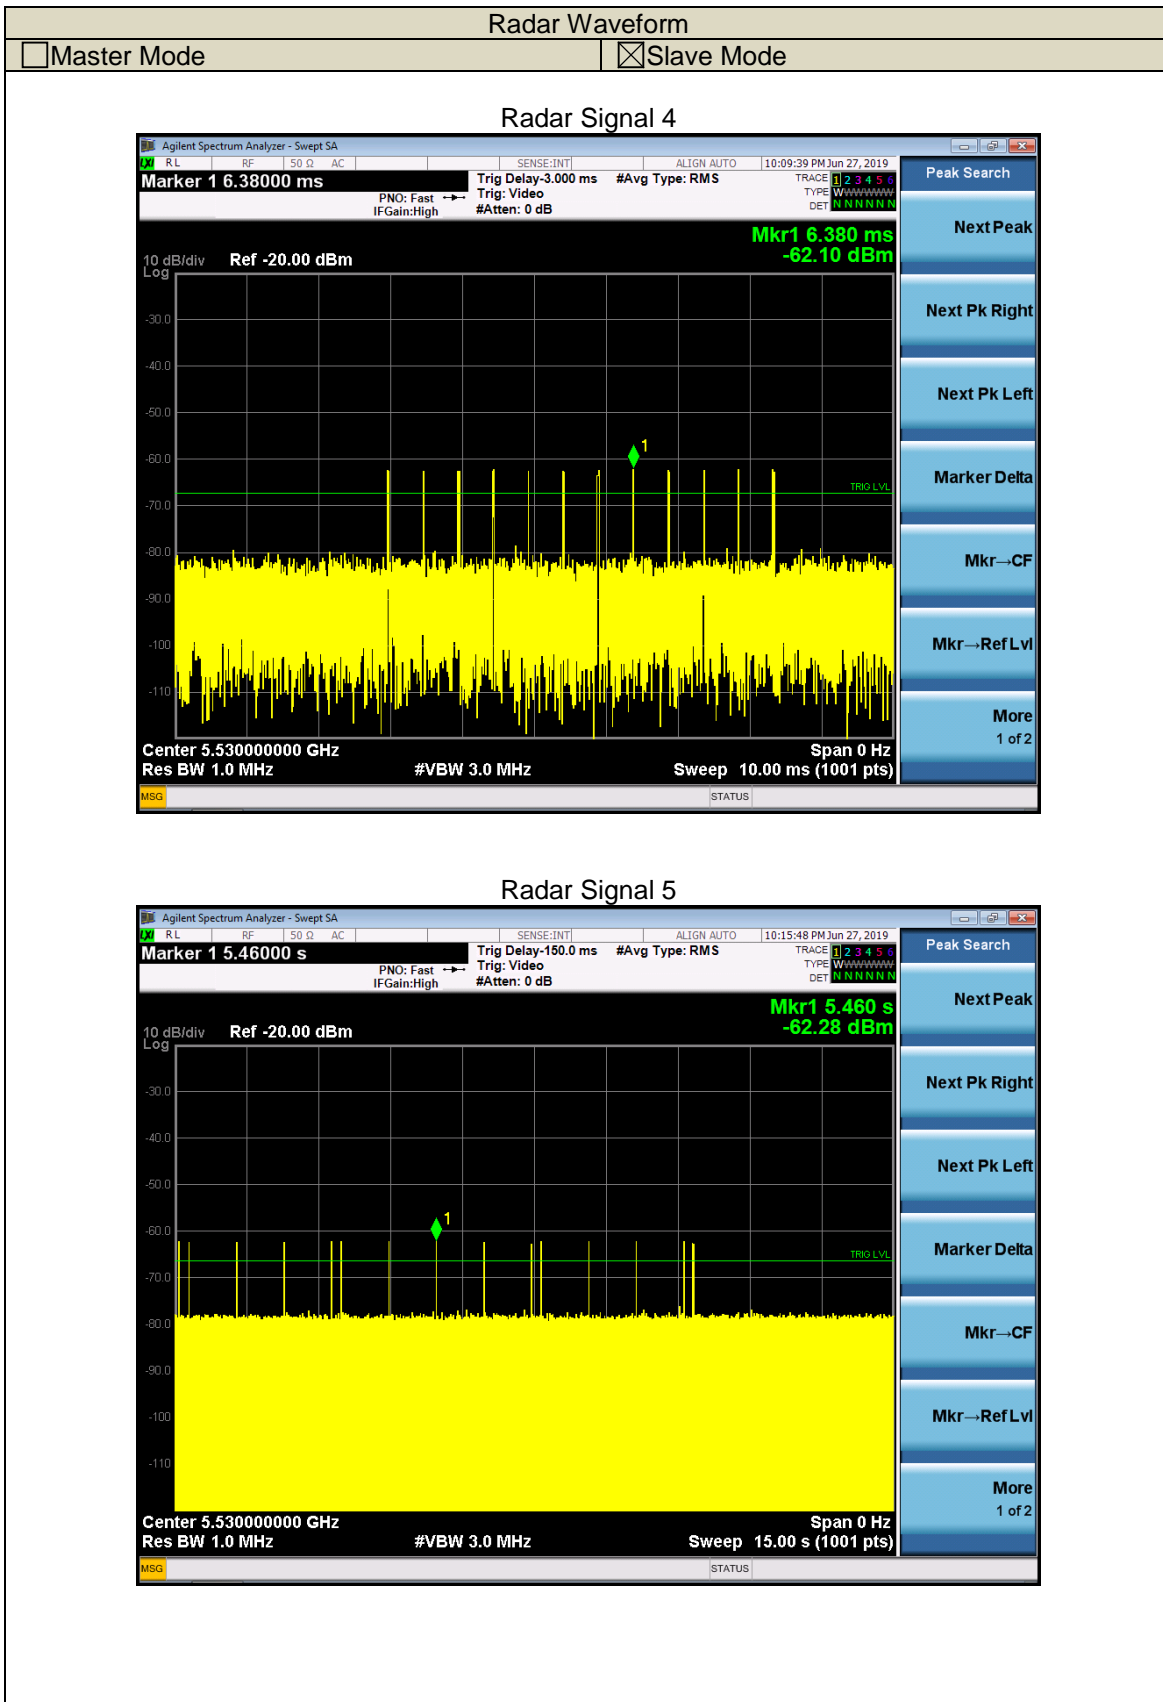 Radar Waveform
Master Mode
Slave Mode
Radar Signal 4
Agilent Spectrum Analyzer - Swept SA
LXI RL RF 50 Ω AC SENSE:INT ALIGN AUTO 10:09:39 PM Jun 27, 2019
Marker 1 6.38000 ms
PNO: Fast
IFGain:High
Trig Delay-3.000 ms
Trig: Video
#Atten: 0 dB
#Avg Type: RMS
TRACE 1 2 3 4 5 6
TYPE WWWWWW
DET N N N N N N
Mkr1 6.380 ms
-62.10 dBm
10 dB/div Ref -20.00 dBm
Log
-30.0
-40.0
-50.0
-60.0
-70.0
-80.0
-90.0
-100
-110
1
TRIG LVL
Center 5.530000000 GHz Span 0 Hz
Res BW 1.0 MHz #VBW 3.0 MHz Sweep 10.00 ms (1001 pts)
MSG STATUS
Peak Search
Next Peak
Next Pk Right
Next Pk Left
Marker Delta
Mkr→CF
Mkr→Ref Lvl
More
1 of 2
Radar Signal 5
Agilent Spectrum Analyzer - Swept SA
LXI RL RF 50 Ω AC SENSE:INT ALIGN AUTO 10:15:48 PM Jun 27, 2019
Marker 1 5.46000 s
PNO: Fast
IFGain:High
Trig Delay-150.0 ms
Trig: Video
#Atten: 0 dB
#Avg Type: RMS
TRACE 1 2 3 4 5 6
TYPE WWWWWW
DET N N N N N N
Mkr1 5.460 s
-62.28 dBm
10 dB/div Ref -20.00 dBm
Log
-30.0
-40.0
-50.0
-60.0
-70.0
-80.0
-90.0
-100
-110
1
TRIG LVL
Center 5.530000000 GHz Span 0 Hz
Res BW 1.0 MHz #VBW 3.0 MHz Sweep 15.00 s (1001 pts)
MSG STATUS
Peak Search
Next Peak
Next Pk Right
Next Pk Left
Marker Delta
Mkr→CF
Mkr→Ref Lvl
More
1 of 2